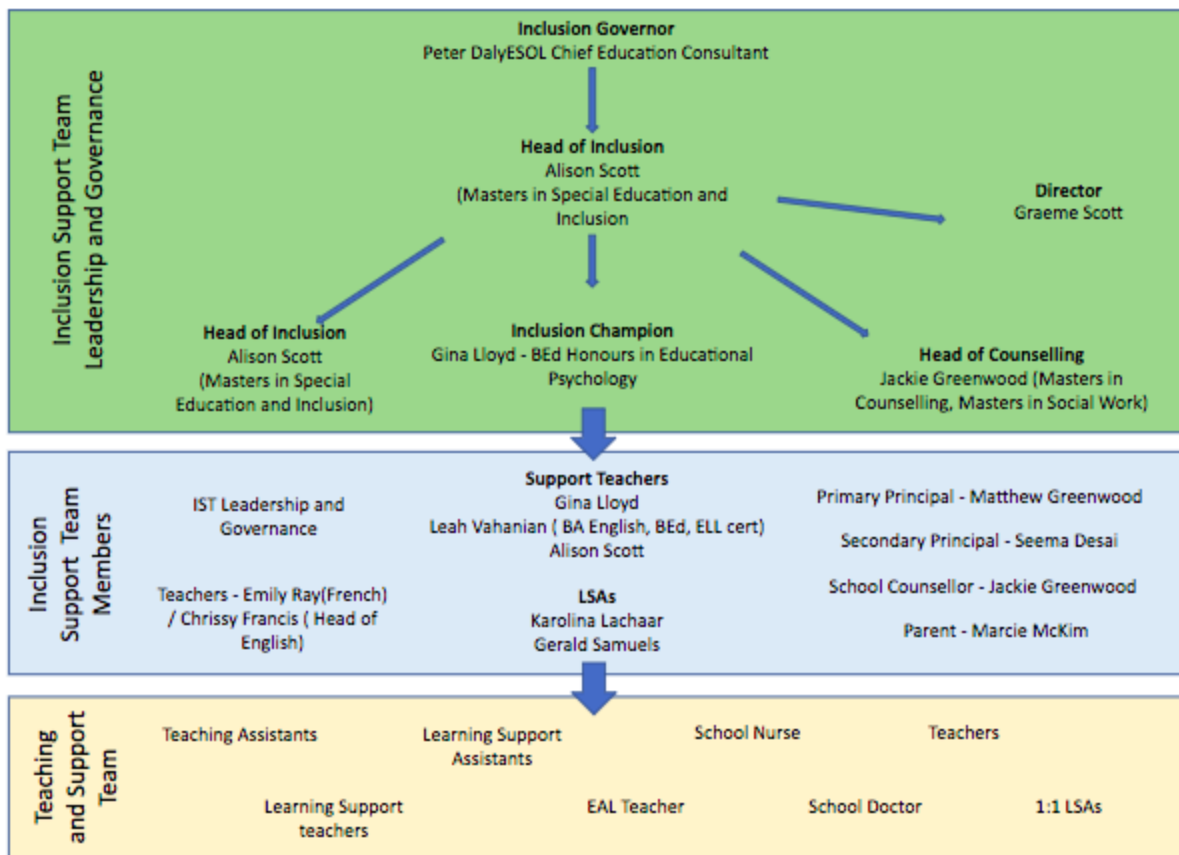 Inclusion Support Team
Leadership and Governance
Inclusion Governor
Peter DalyESOL Chief Education Consultant
Head of Inclusion
Alison Scott
(Masters in Special Education and
Inclusion
Director
Graeme Scott
Head of Inclusion
Alison Scott
(Masters in Special
Education and Inclusion)
Inclusion Champion
Gina Lloyd - BEd Honours in Educational
Psychology
Head of Counselling
Jackie Greenwood (Masters in
Counselling, Masters in Social Work)
Inclusion
Support Team
Members
IST Leadership and
Governance
Teachers - Emily Ray(French)
/ Chrissy Francis ( Head of
English)
Support Teachers
Gina Lloyd
Leah Vahanian ( BA English, BEd, ELL cert)
Alison Scott
LSAs
Karolina Lachaar
Gerald Samuels
Primary Principal - Matthew Greenwood
Secondary Principal - Seema Desai
School Counsellor - Jackie Greenwood
Parent - Marcie McKim
Teaching
and Support
Team
Teaching Assistants
Learning Support
Assistants
School Nurse
Teachers
Learning Support
teachers
EAL Teacher
School Doctor
1:1 LSAs